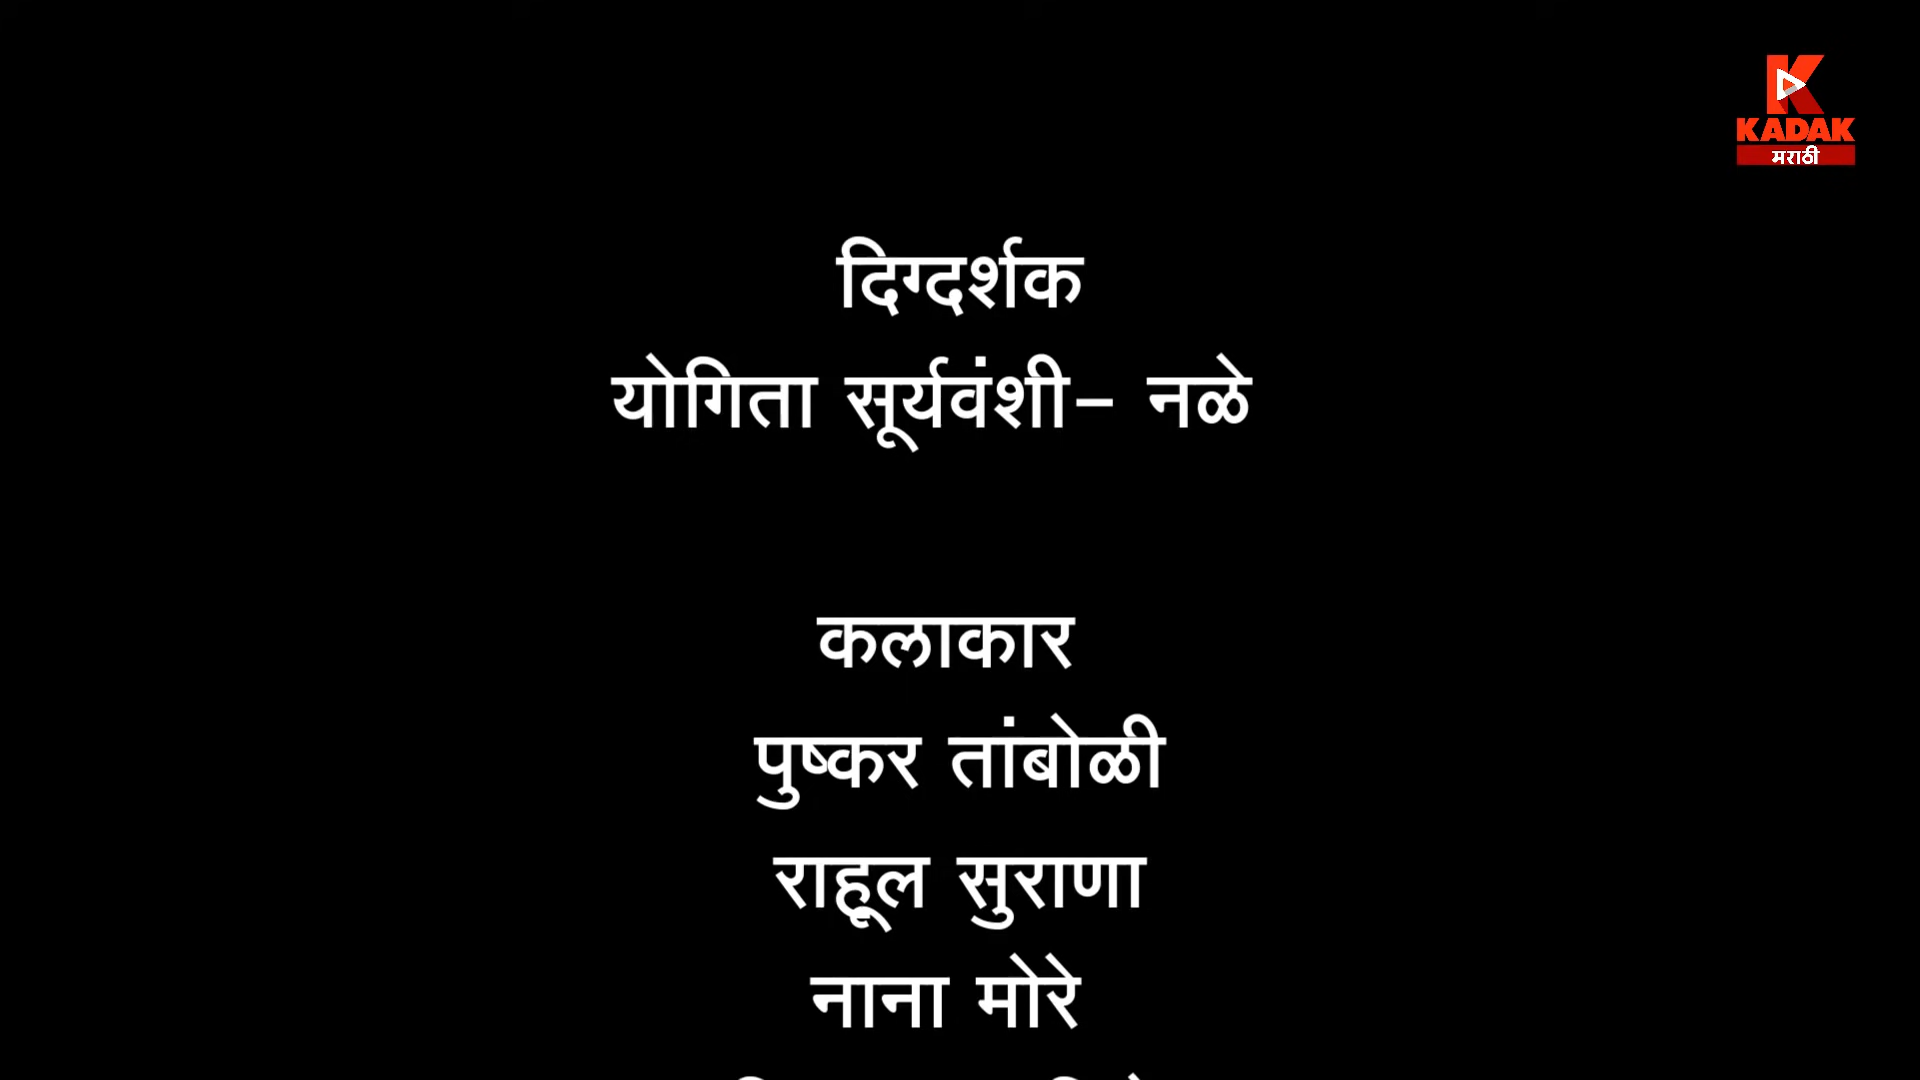 KADAK
मराठी
दिग्दर्शक
योगिता सूर्यवंशी- नळे
कलाकार
पुष्कर तांबोळी
राहूल सुराणा
नाना मोरे